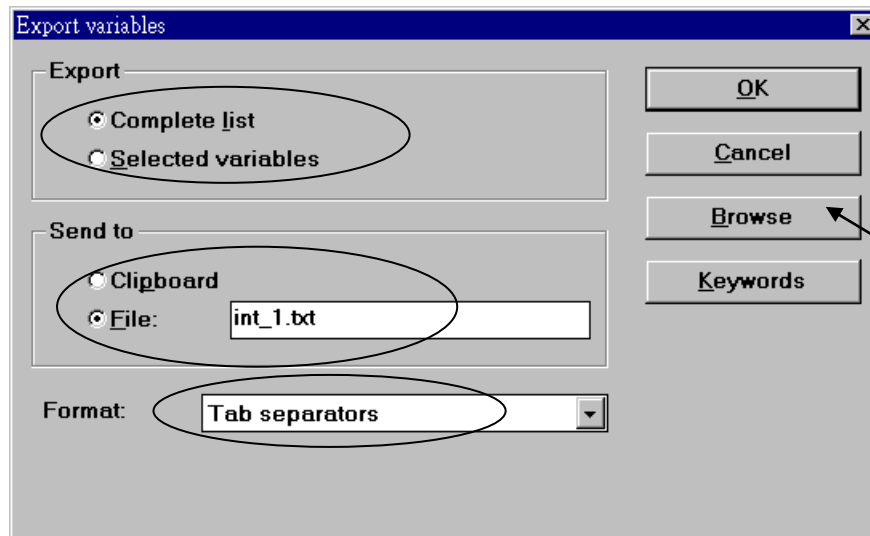 Export variables
Export
Complete list
Selected variables
Send to
Clipboard
File: int_1.txt
Format: Tab separators
OK
Cancel
Browse
Keywords